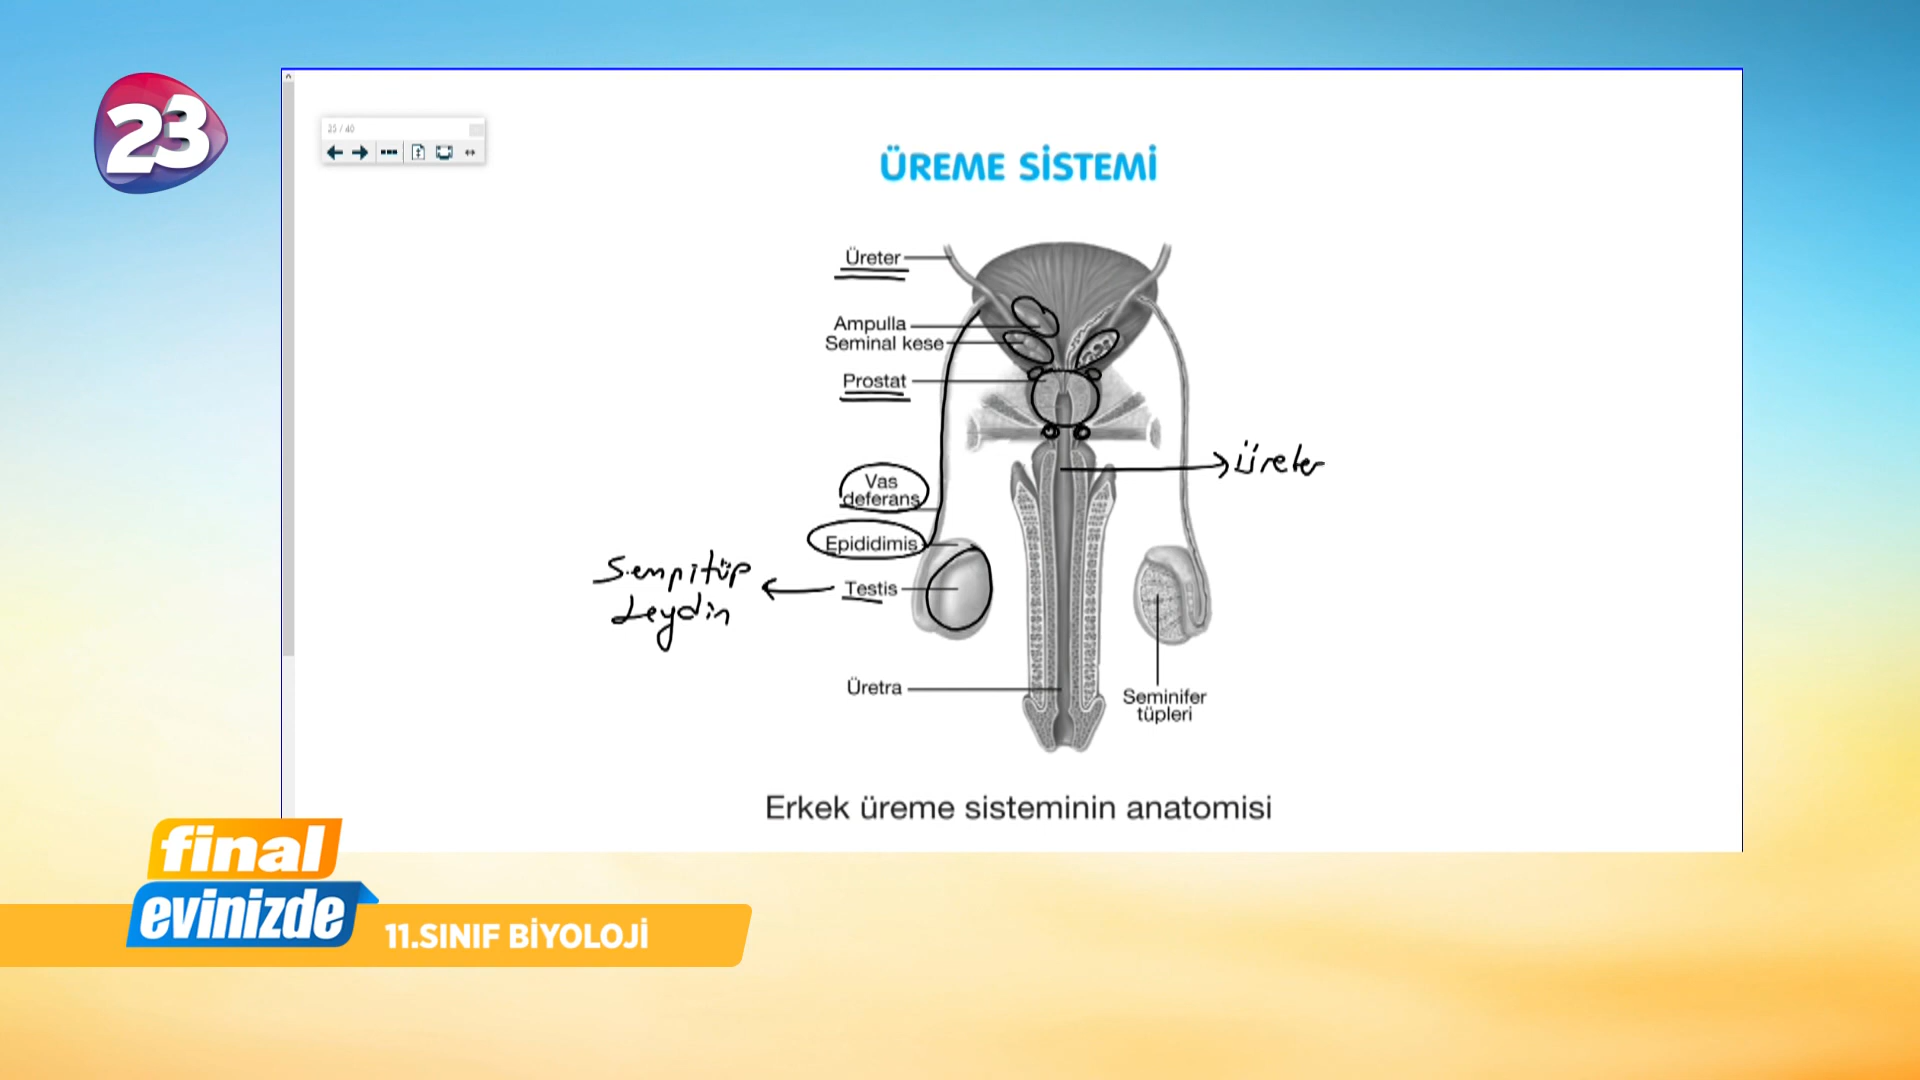 23
25 / 40
ÜREME SİSTEMİ
Üreter
Ampulla
Seminal kese
Prostat
Vas
deferans
Epididimis
Testis
Üretra
Seminifer
tüpleri
üreter
Leydin
Erkek üreme sisteminin anatomisi
final
evinizde
11.SINIF BİYOLOJİ